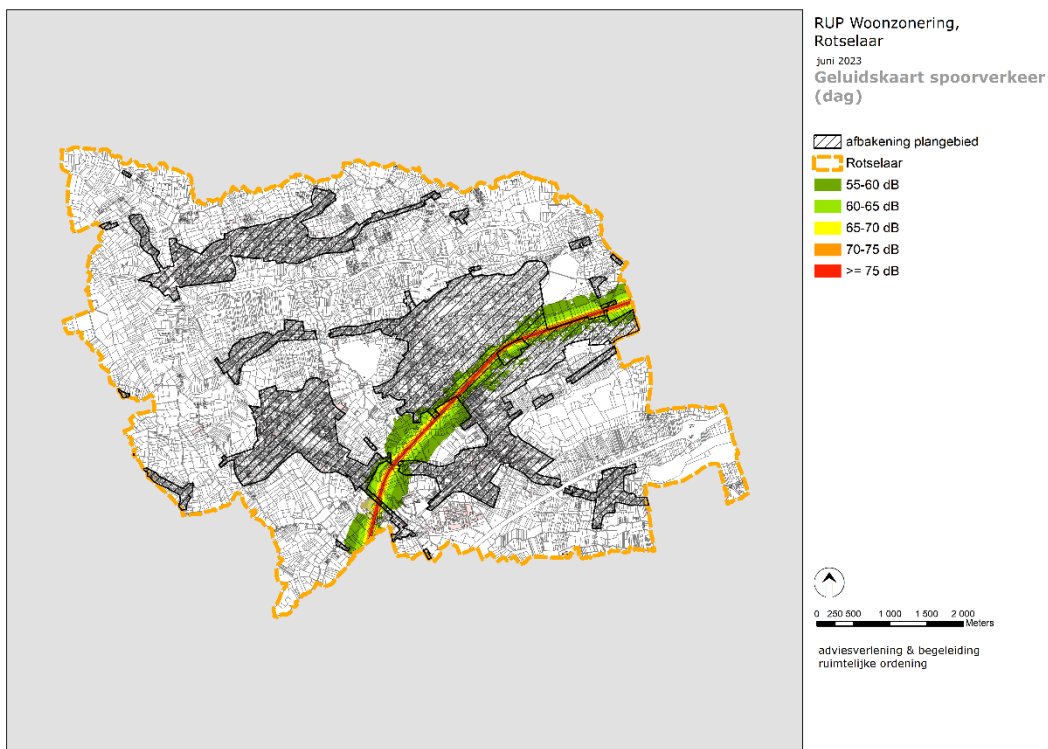 RUP Woonzonering,
Rotselaar
juni 2023
Geluidskaart spoorverkeer
(dag)
afbakening plangebied
Rotselaar
55-60 dB
60-65 dB
65-70 dB
70-75 dB
>= 75 dB
0 250 500 1 000 1 500 2 000
Meters
adviesverlening & begeleiding
ruimtelijke ordening